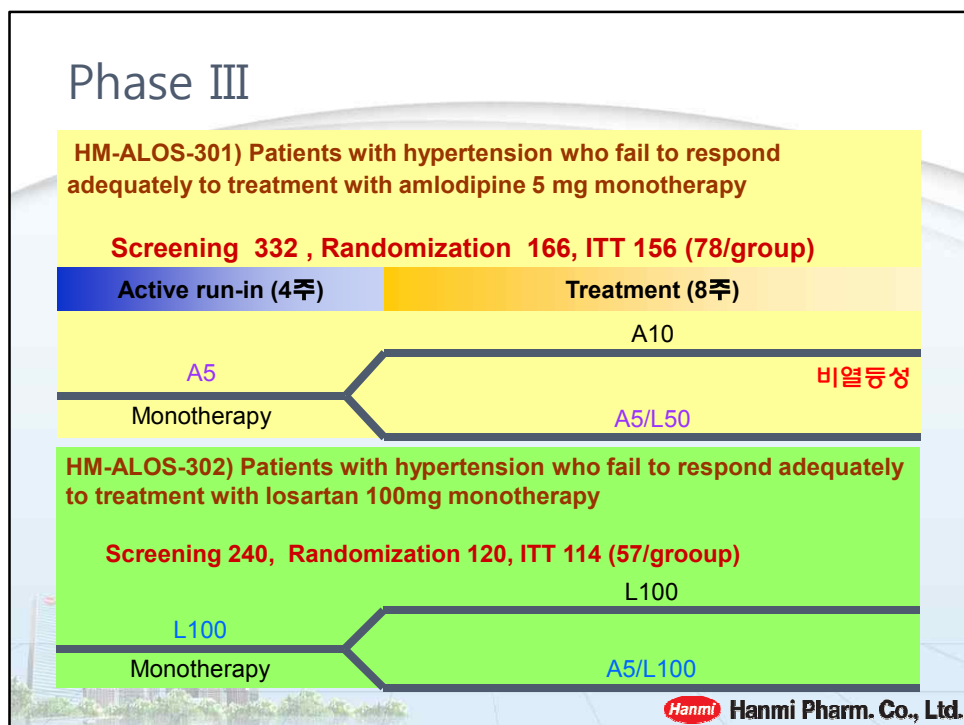 Phase Ⅲ
HM-ALOS-301) Patients with hypertension who fail to respond
adequately to treatment with amlodipine 5 mg monotherapy
Screening 332 , Randomization 166, ITT 156 (78/group)
Active run-in (4주)
Treatment (8주)
A10
A5
비열등성
Monotherapy
A5/L50
HM-ALOS-302) Patients with hypertension who fail to respond adequately
to treatment with losartan 100mg monotherapy
Screening 240, Randomization 120, ITT 114 (57/grooup)
L100
L100
Monotherapy
A5/L100
Hanmi Hanmi Pharm. Co., Ltd.